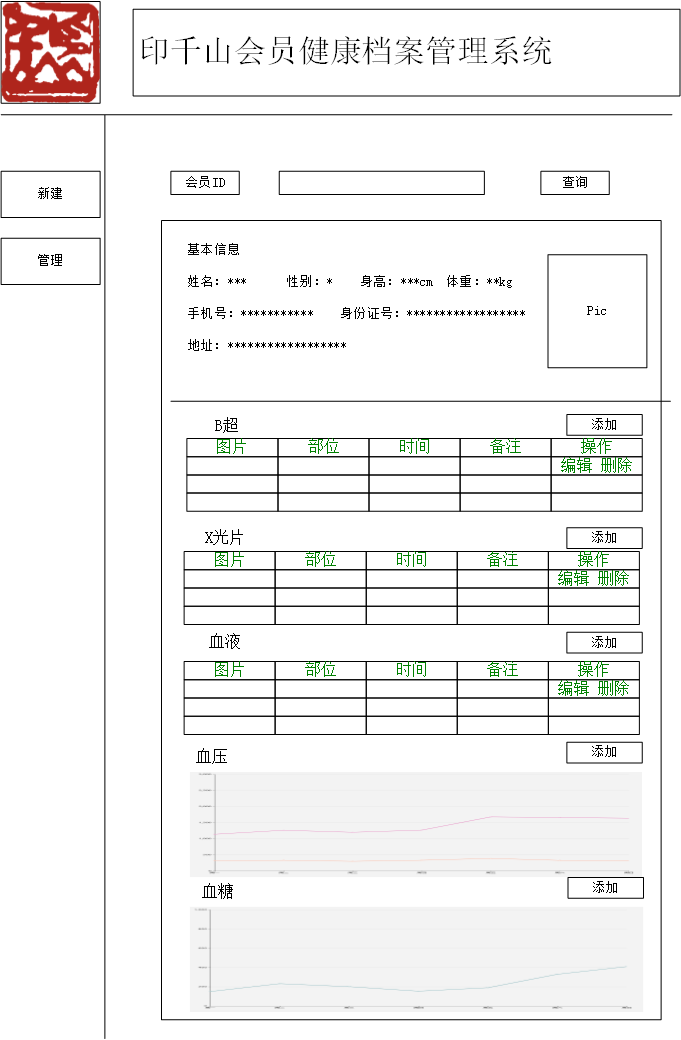 印千山会员健康档案管理系统
新建
管理
会员ID 查询
基本信息
姓名：*** 性别：* 身高：***cm 体重：**kg
手机号：*********** 身份证号：******************
地址：******************
Pic
B超 添加
图片 部位 时间 备注 操作
编辑 删除
X光片 添加
图片 部位 时间 备注 操作
编辑 删除
血液 添加
图片 部位 时间 备注 操作
编辑 删除
血压 添加
血糖 添加